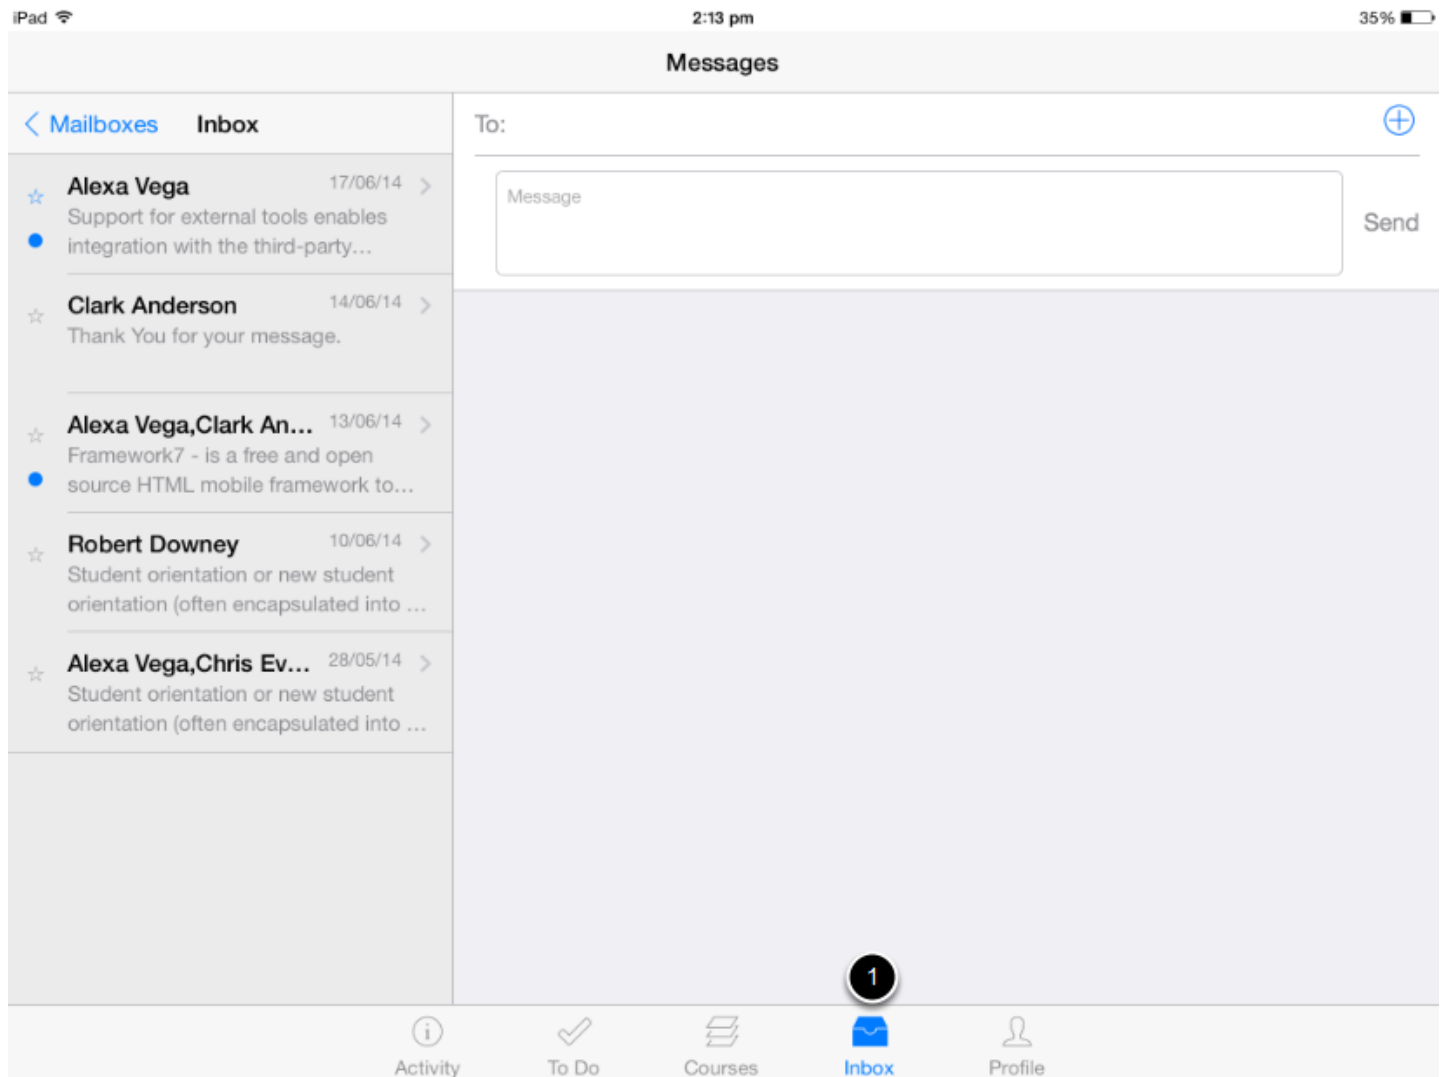 iPad 2:13 pm 35%
Messages
Mailboxes Inbox
To:
Alexa Vega 17/06/14
Support for external tools enables
integration with the third-party...
Clark Anderson 14/06/14
Thank You for your message.
Alexa Vega,Clark An... 13/06/14
Framework7 - is a free and open
source HTML mobile framework to...
Robert Downey 10/06/14
Student orientation or new student
orientation (often encapsulated into ...
Alexa Vega,Chris Ev... 28/05/14
Student orientation or new student
orientation (often encapsulated into ...
Message
Send
1
Activity To Do Courses Inbox Profile